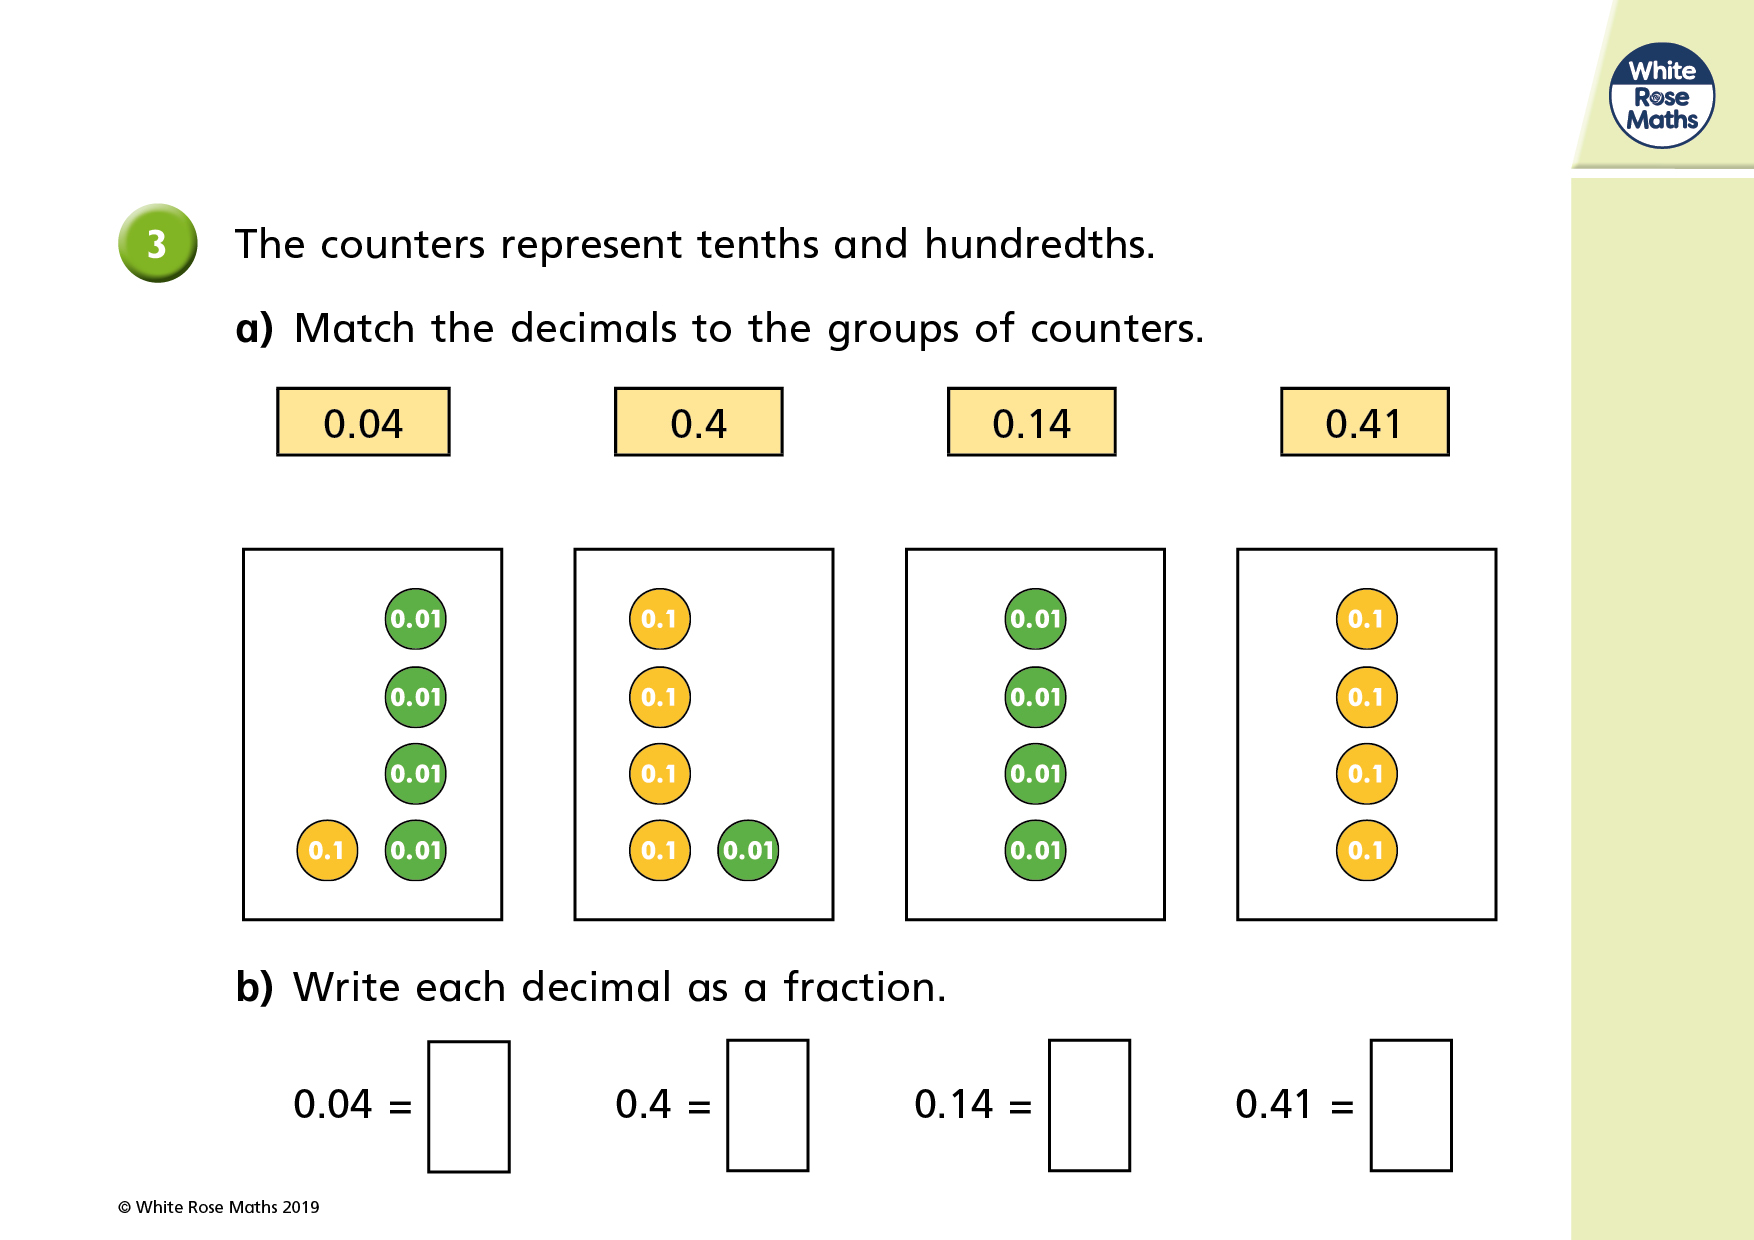 White
Rose
Maths
3 The counters represent tenths and hundredths.
a) Match the decimals to the groups of counters.
0.04 0.4 0.14 0.41
0.01 0.1 0.01 0.1
0.01 0.1 0.01 0.1
0.01 0.1 0.01 0.1
0.1 0.01 0.1 0.01 0.01 0.1
b) Write each decimal as a fraction.
0.04 = 0.4 = 0.14 = 0.41 =
© White Rose Maths 2019